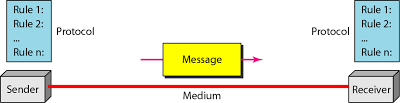 Rule 1:
Rule 2:
...
Rule n:
Protocol
Rule 1:
Rule 2:
...
Rule n:
Protocol
Message
Sender
Medium
Receiver